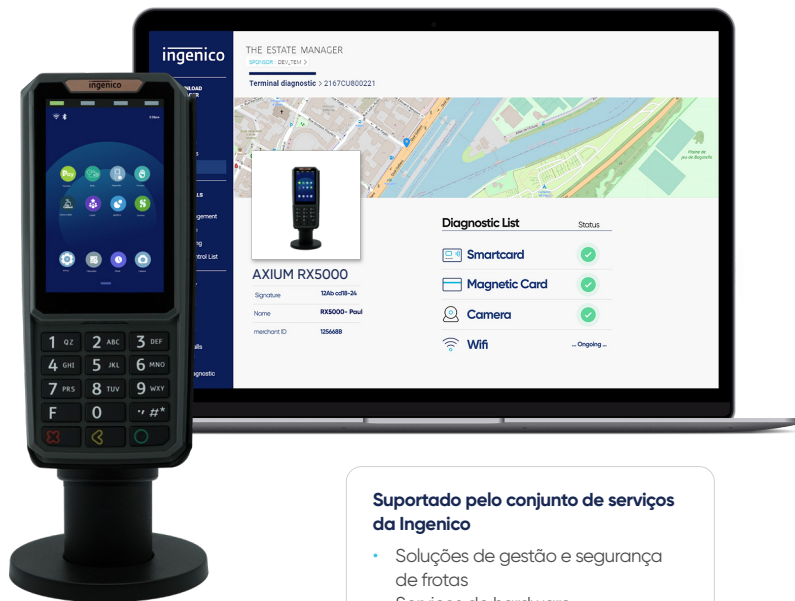 ingenico
THE ESTATE MANAGER
SPONSOR : DEV_TEM >
Terminal diagnostic > 2167CU800221
ingenico
Diagnostic List Status
Smartcard
Magnetic Card
Camera
Wifi ... Ongoing ...
AXIUM RX5000
Signature 12Ab cd18-24
Name RX5000- Paul
merchant ID 125668B
1 QZ 2 ABC 3 DEF
4 GHI 5 JKL 6 MNO
7 PRS 8 TUV 9 WXY
F 0 ., #*
Suportado pelo conjunto de serviços
da Ingenico
• Soluções de gestão e segurança
de frotas